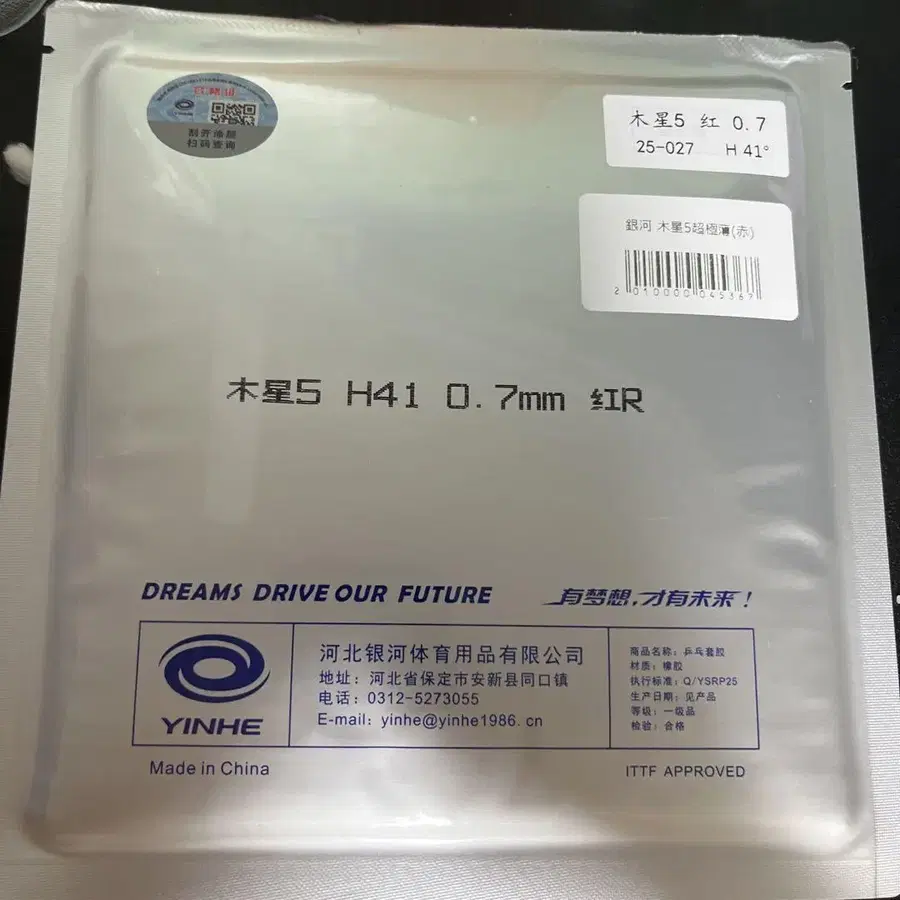 YINHE
刮开涂层
扫码查询
木星5 红 0.7
25-027 H 41°
銀河 木星5超極薄(赤)
2 010000 045367
木星5 H41 0.7mm 红R
DREAMS DRIVE OUR FUTURE
有梦想,才有未来!
YINHE
河北银河体育用品有限公司
地址:河北省保定市安新县同口镇
电话:0312-5273055
E-mail: yinhe@yinhe1986.cn
商品名称:乒乓套胶
材质:橡胶
执行标准:Q/YSRP25
生产日期:见产品
等级:一级品
检验:合格
Made in China
ITTF APPROVED